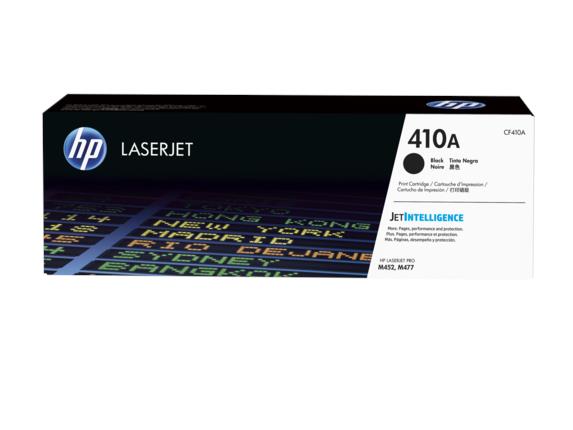 hp
hp LASERJET
410A
CF410A
Black Tinta Negra
Noire 黑色
Print Cartridge / Cartouche d'Impression /
Cartucho de Impresión / 打印硒鼓
JETINTELLIGENCE
More. Pages, performance and protection.
Plus. Pages, performance et protection.
Más. Páginas, desempeño y protección.
HP LASERJET PRO
M452, M477
HONG KONG
NEW YORK
MADRID
RIO DEJANE
SYDNEY
BANGKOK